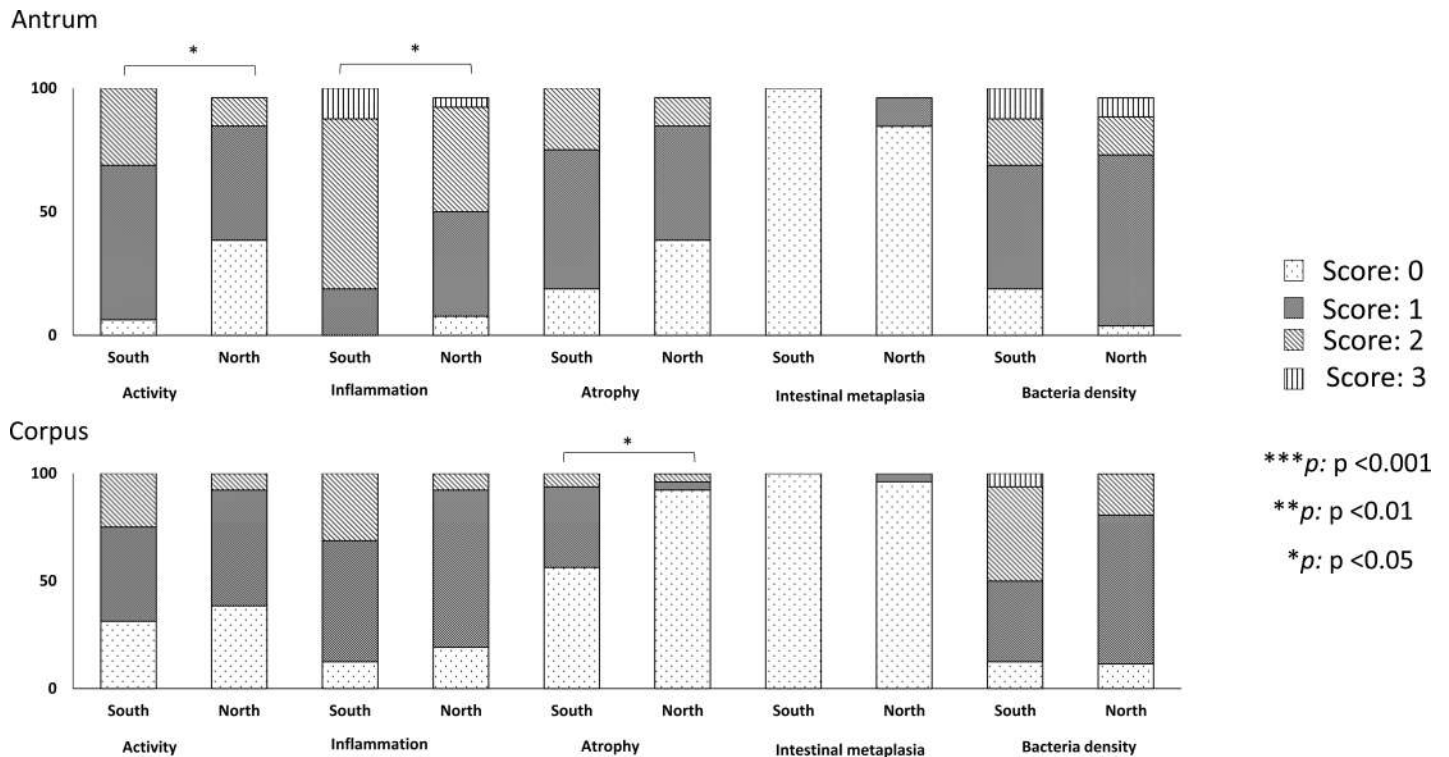 Antrum
*
*
100
50
0
South North South North South North South North South North
Activity Inflammation Atrophy Intestinal metaplasia Bacteria density
Score: 0
Score: 1
Score: 2
Score: 3
Corpus
*
100
50
0
South North South North South North South North South North
Activity Inflammation Atrophy Intestinal metaplasia Bacteria density
***p: p <0.001
**p: p <0.01
*p: p <0.05